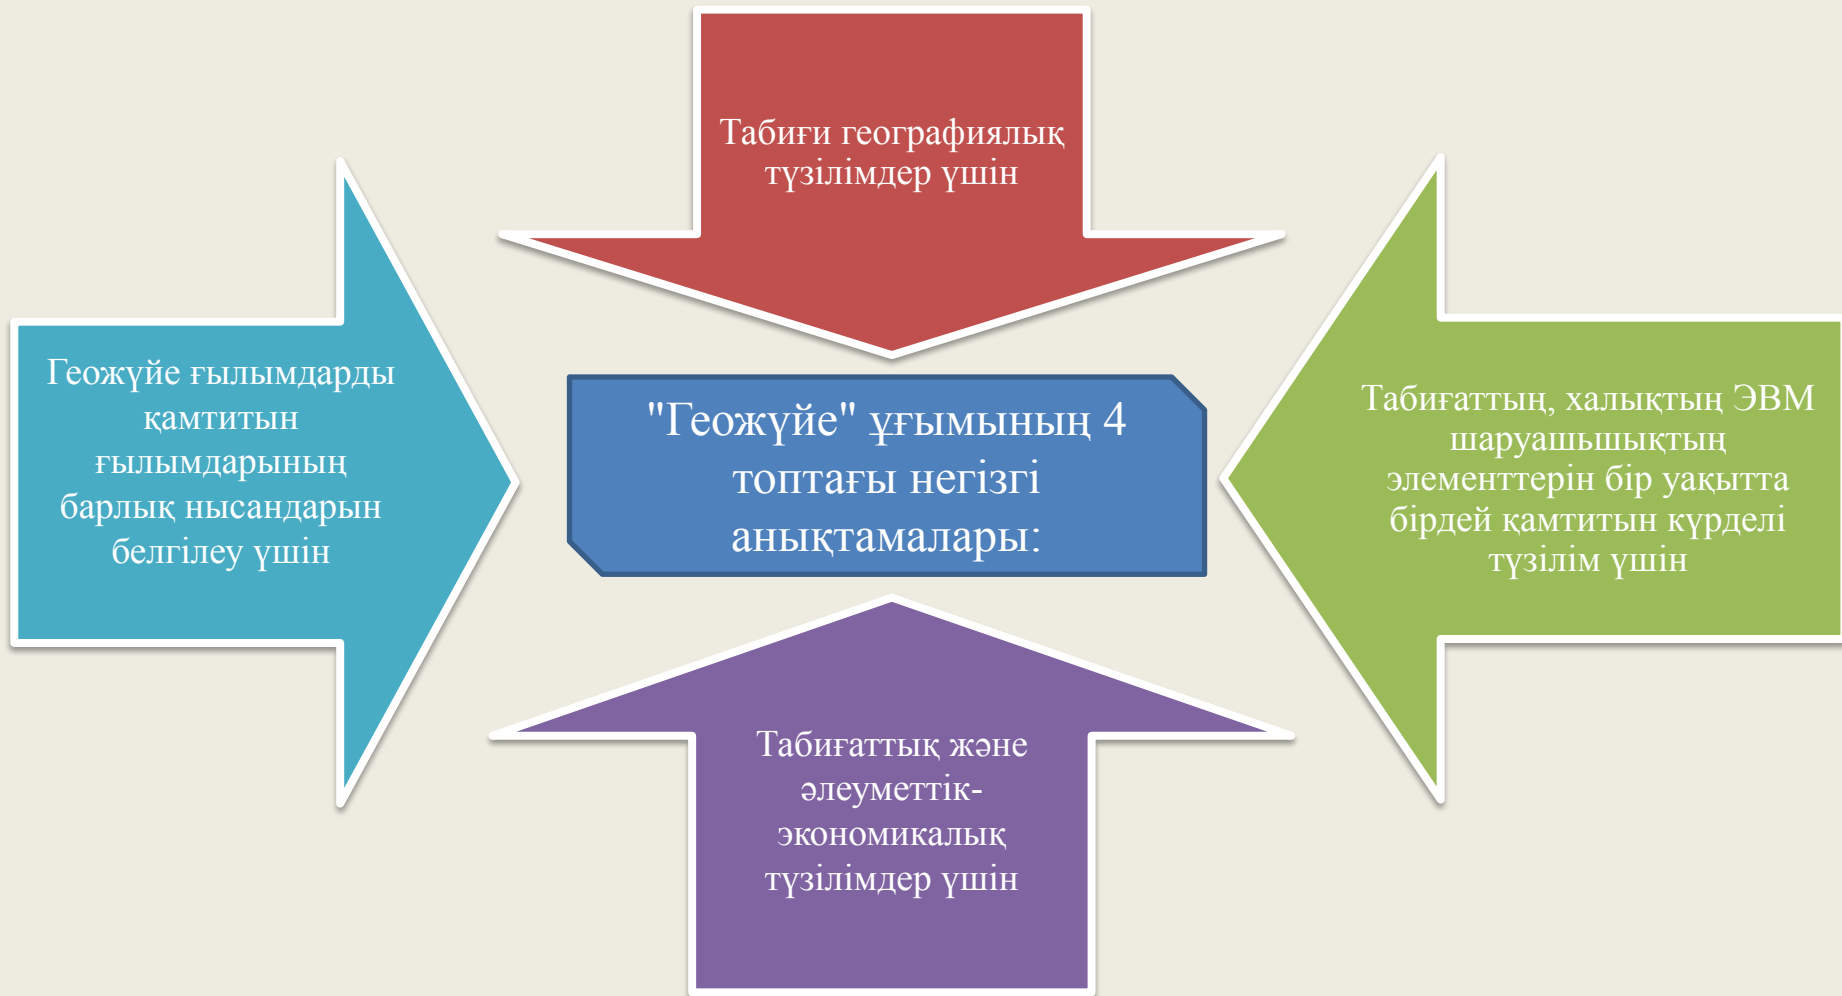 Табиғи географиялық
түзілімдер үшін
Геожүйе ғылымдарды
қамтитын
ғылымдарының
барлық нысандарын
белгілеу үшін
"Геожүйе" ұғымының 4
топтағы негізгі
анықтамалары:
Табиғаттың, халықтың ЭВМ
шаруашьшықтың
элементтерін бір уақытта
бірдей қамтитын күрделі
түзілім үшін
Табиғаттық және
әлеуметтік-
экономикалық
түзілімдер үшін